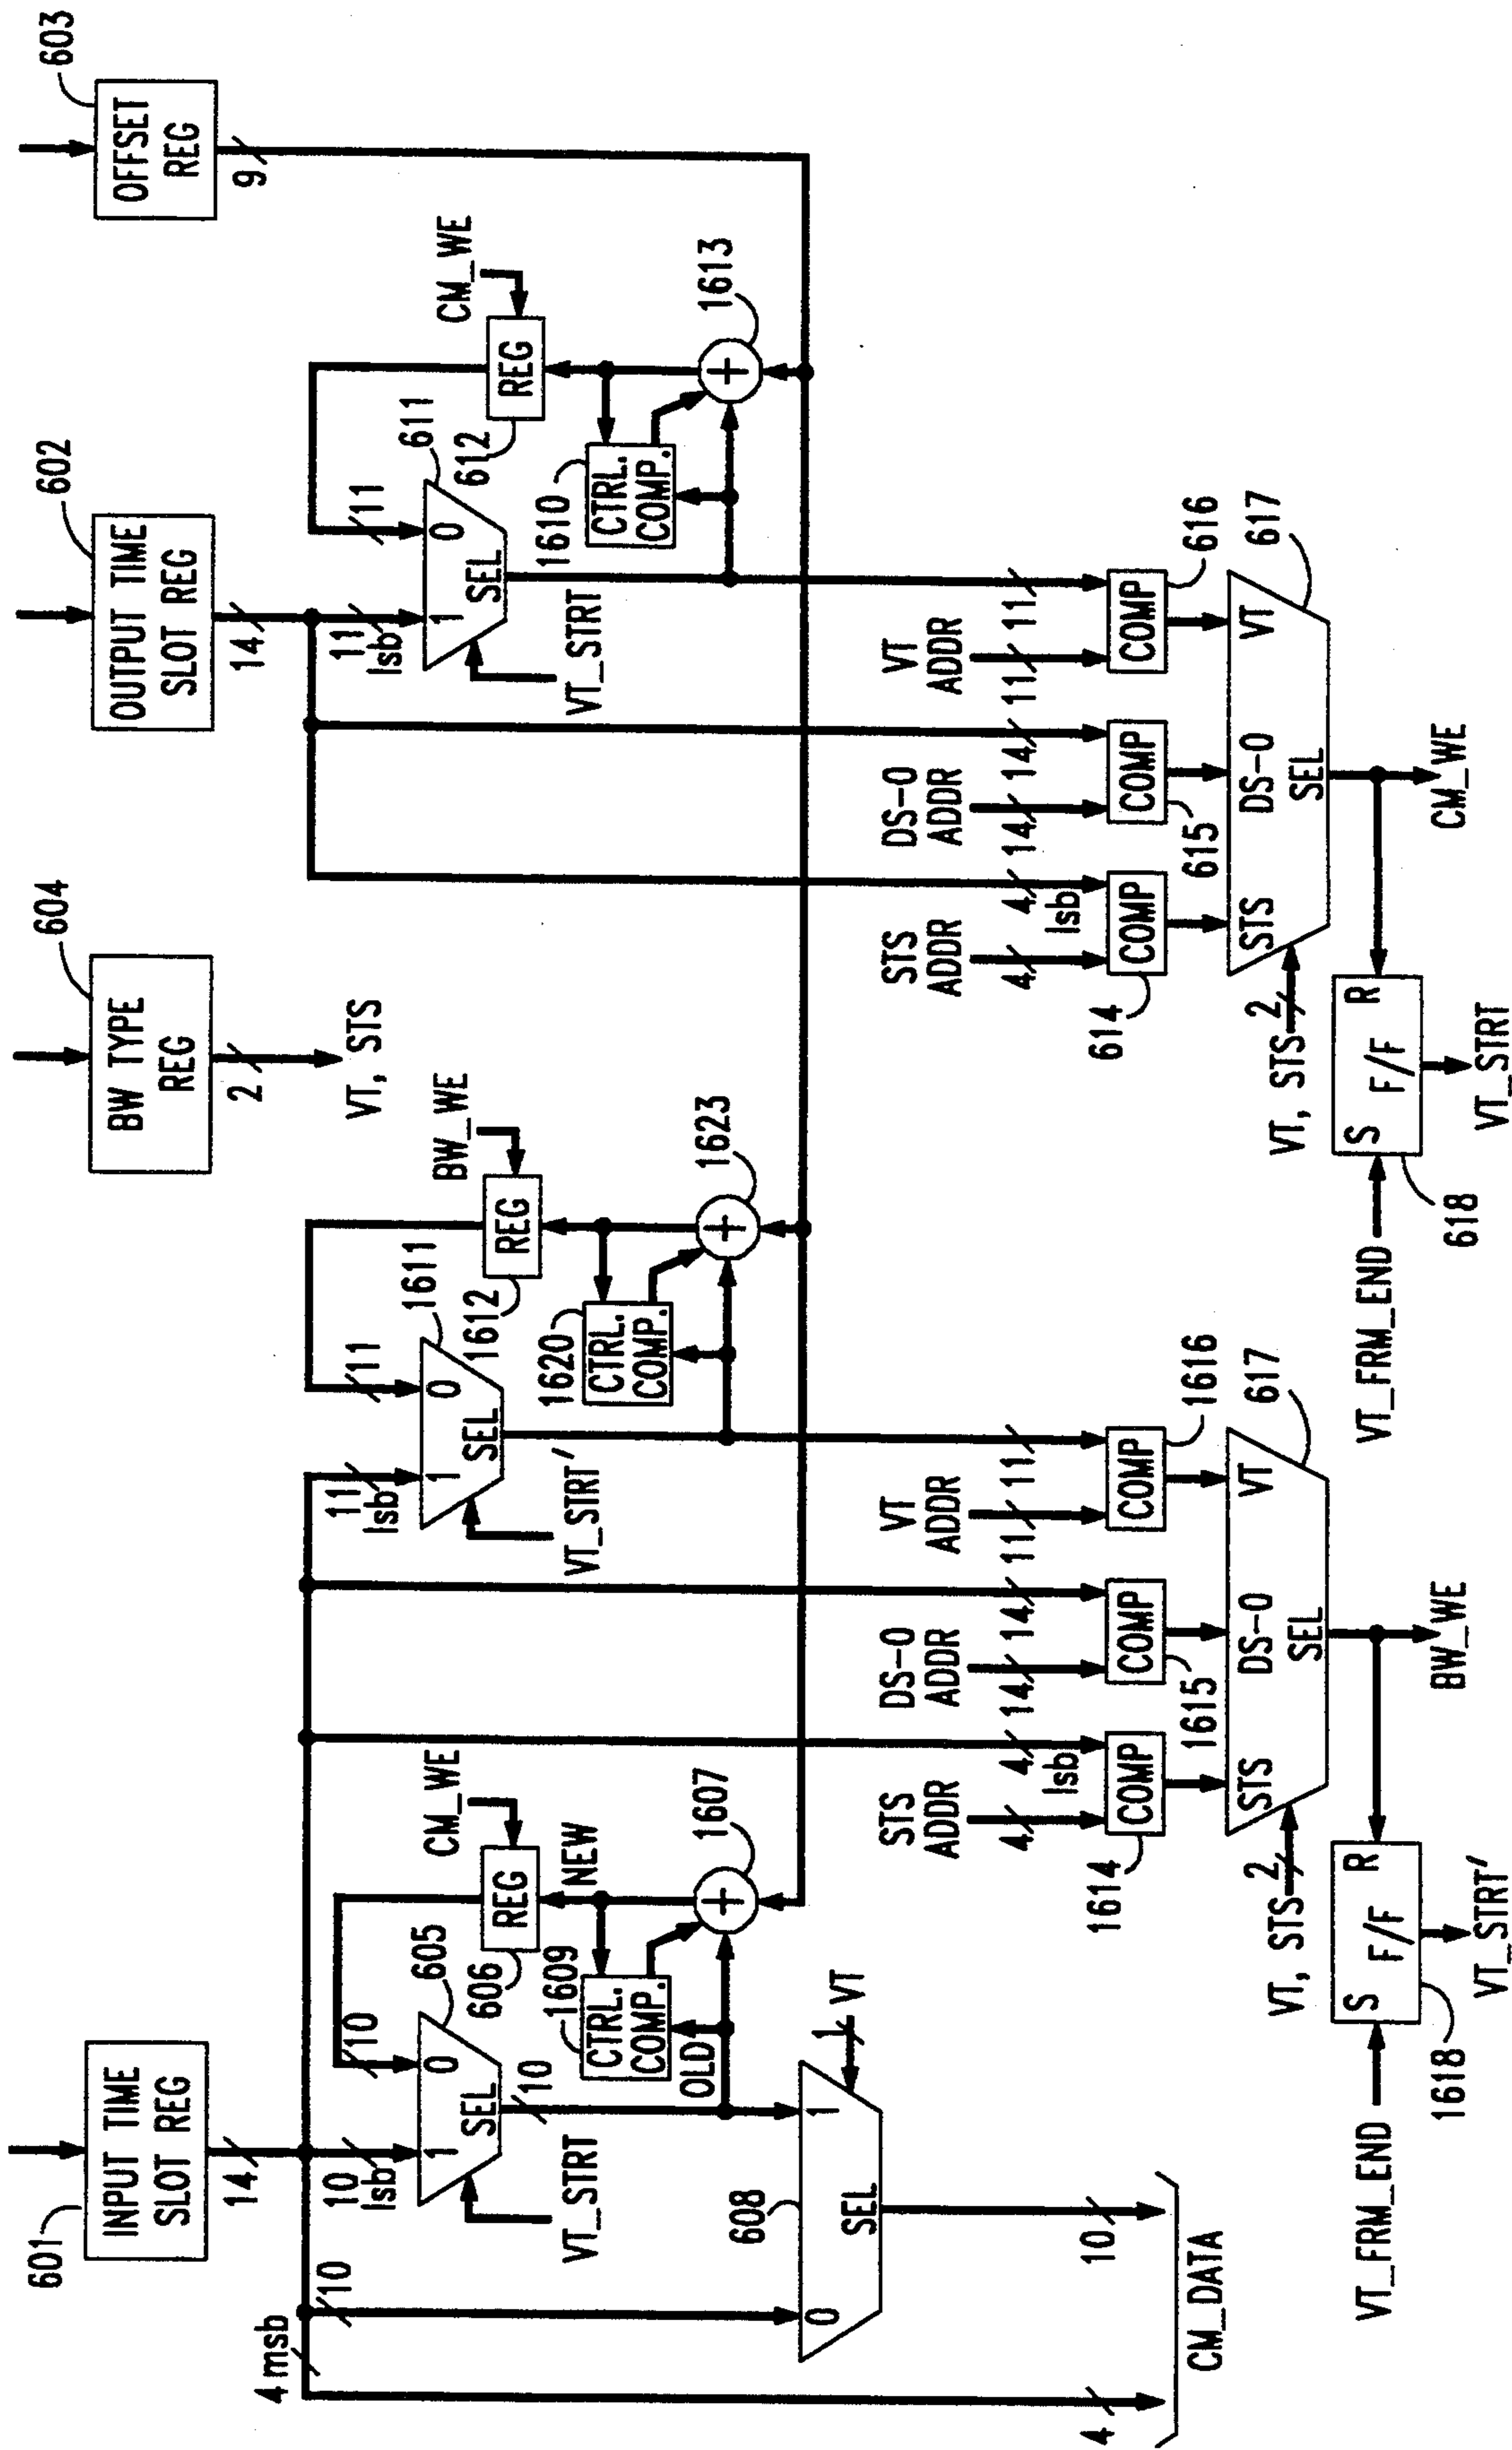 601
INPUT TIME
SLOT REG
14
604
BW TYPE
REG
2
VT, STS
602
OUTPUT TIME
SLOT REG
14
603
OFFSET
REG
9
4 msb
10
10
lsb
10
1
0
SEL
605
VT_STRT
10
CM_WE
REG
606
NEW
1609
CTRL.
COMP.
OLD
1607
11
lsb
11
1
0
SEL
1611
VT_STRT'
BW_WE
REG
1612
1620
CTRL.
COMP.
1623
11
lsb
11
1
0
SEL
611
VT_STRT
CM_WE
REG
612
1610
CTRL.
COMP.
1613
608
0
1
SEL
1
VT
4
10
CM_DATA
STS
ADDR
4
4
lsb
COMP
1614
DS-0
ADDR
14
14
COMP
1615
VT
ADDR
11
11
COMP
1616
STS
DS-0
VT
SEL
617
VT, STS
2
BW_WE
S
R
F/F
1618
VT_FRM_END
VT_STRT'
STS
ADDR
4
4
lsb
COMP
614
DS-0
ADDR
14
14
COMP
615
VT
ADDR
11
11
COMP
616
STS
DS-0
VT
SEL
617
VT, STS
2
CM_WE
S
R
F/F
618
VT_FRM_END
VT_STRT